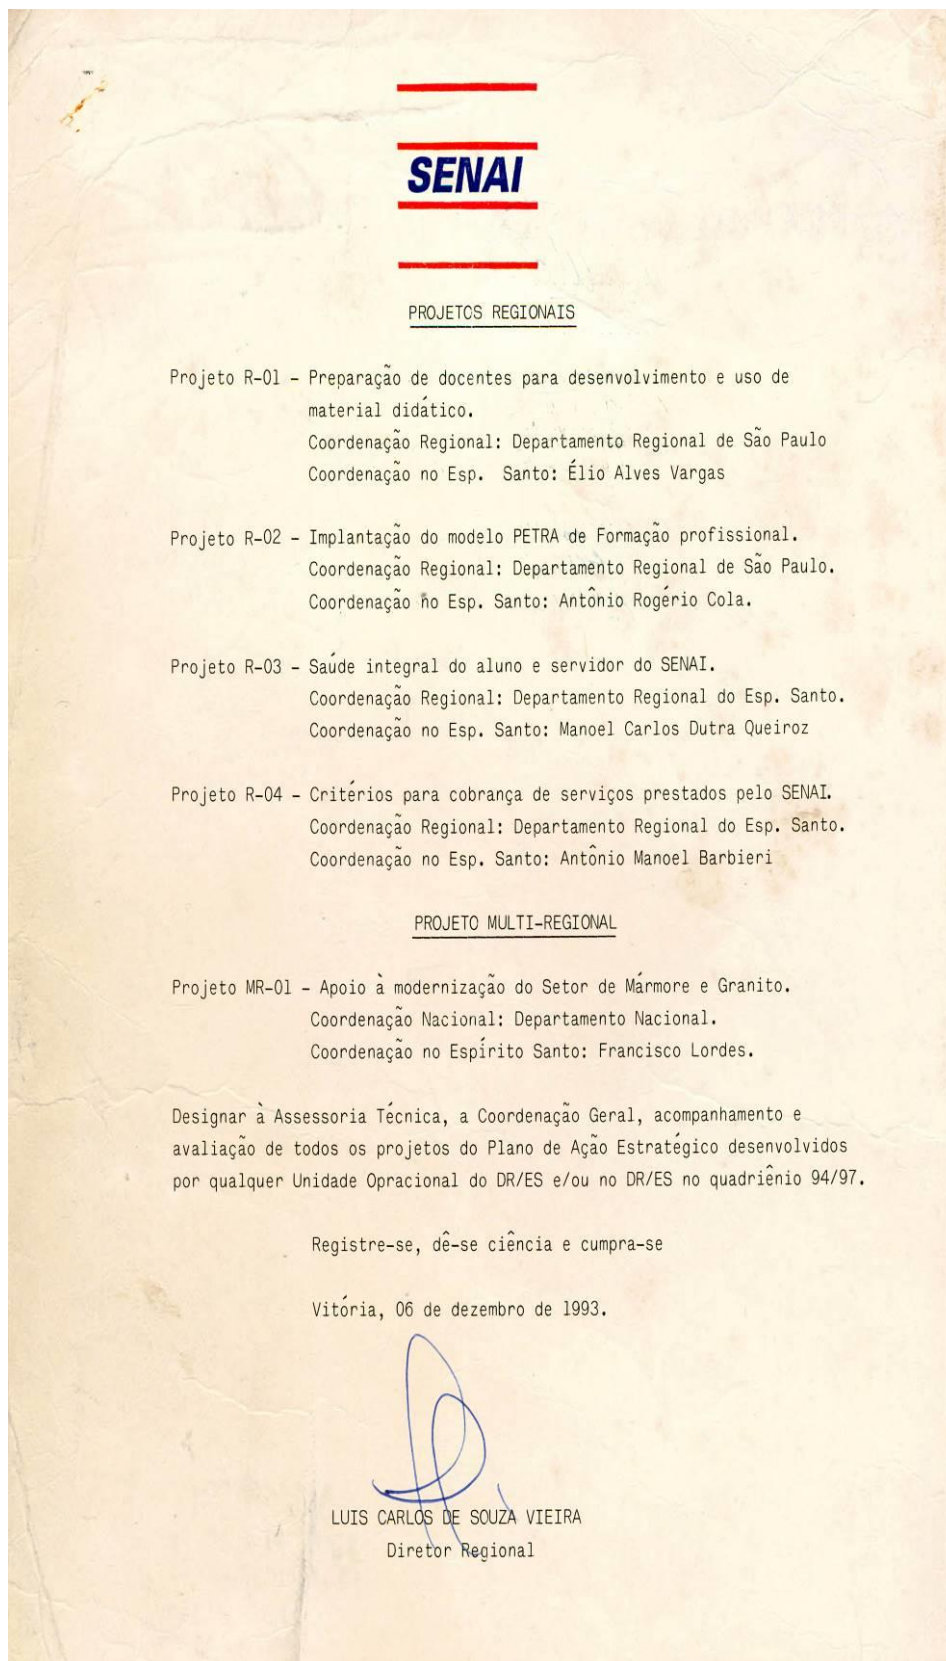 SENAI
PROJETOS REGIONAIS
Projeto R-01 - Preparação de docentes para desenvolvimento e uso de
material didático.
Coordenação Regional: Departamento Regional de São Paulo
Coordenação no Esp. Santo: Élio Alves Vargas
Projeto R-02 - Implantação do modelo PETRA de Formação profissional.
Coordenação Regional: Departamento Regional de São Paulo.
Coordenação no Esp. Santo: Antônio Rogério Cola.
Projeto R-03 - Saúde integral do aluno e servidor do SENAI.
Coordenação Regional: Departamento Regional do Esp. Santo.
Coordenação no Esp. Santo: Manoel Carlos Dutra Queiroz
Projeto R-04 - Critérios para cobrança de serviços prestados pelo SENAI.
Coordenação Regional: Departamento Regional do Esp. Santo.
Coordenação no Esp. Santo: Antônio Manoel Barbieri
PROJETO MULTI-REGIONAL
Projeto MR-01 - Apoio à modernização do Setor de Mármore e Granito.
Coordenação Nacional: Departamento Nacional.
Coordenação no Espírito Santo: Francisco Lordes.
Designar à Assessoria Técnica, a Coordenação Geral, acompanhamento e
avaliação de todos os projetos do Plano de Ação Estratégico desenvolvidos
por qualquer Unidade Opracional do DR/ES e/ou no DR/ES no quadriênio 94/97.
Registre-se, dê-se ciência e cumpra-se
Vitória, 06 de dezembro de 1993.
LUIS CARLOS DE SOUZA VIEIRA
Diretor Regional